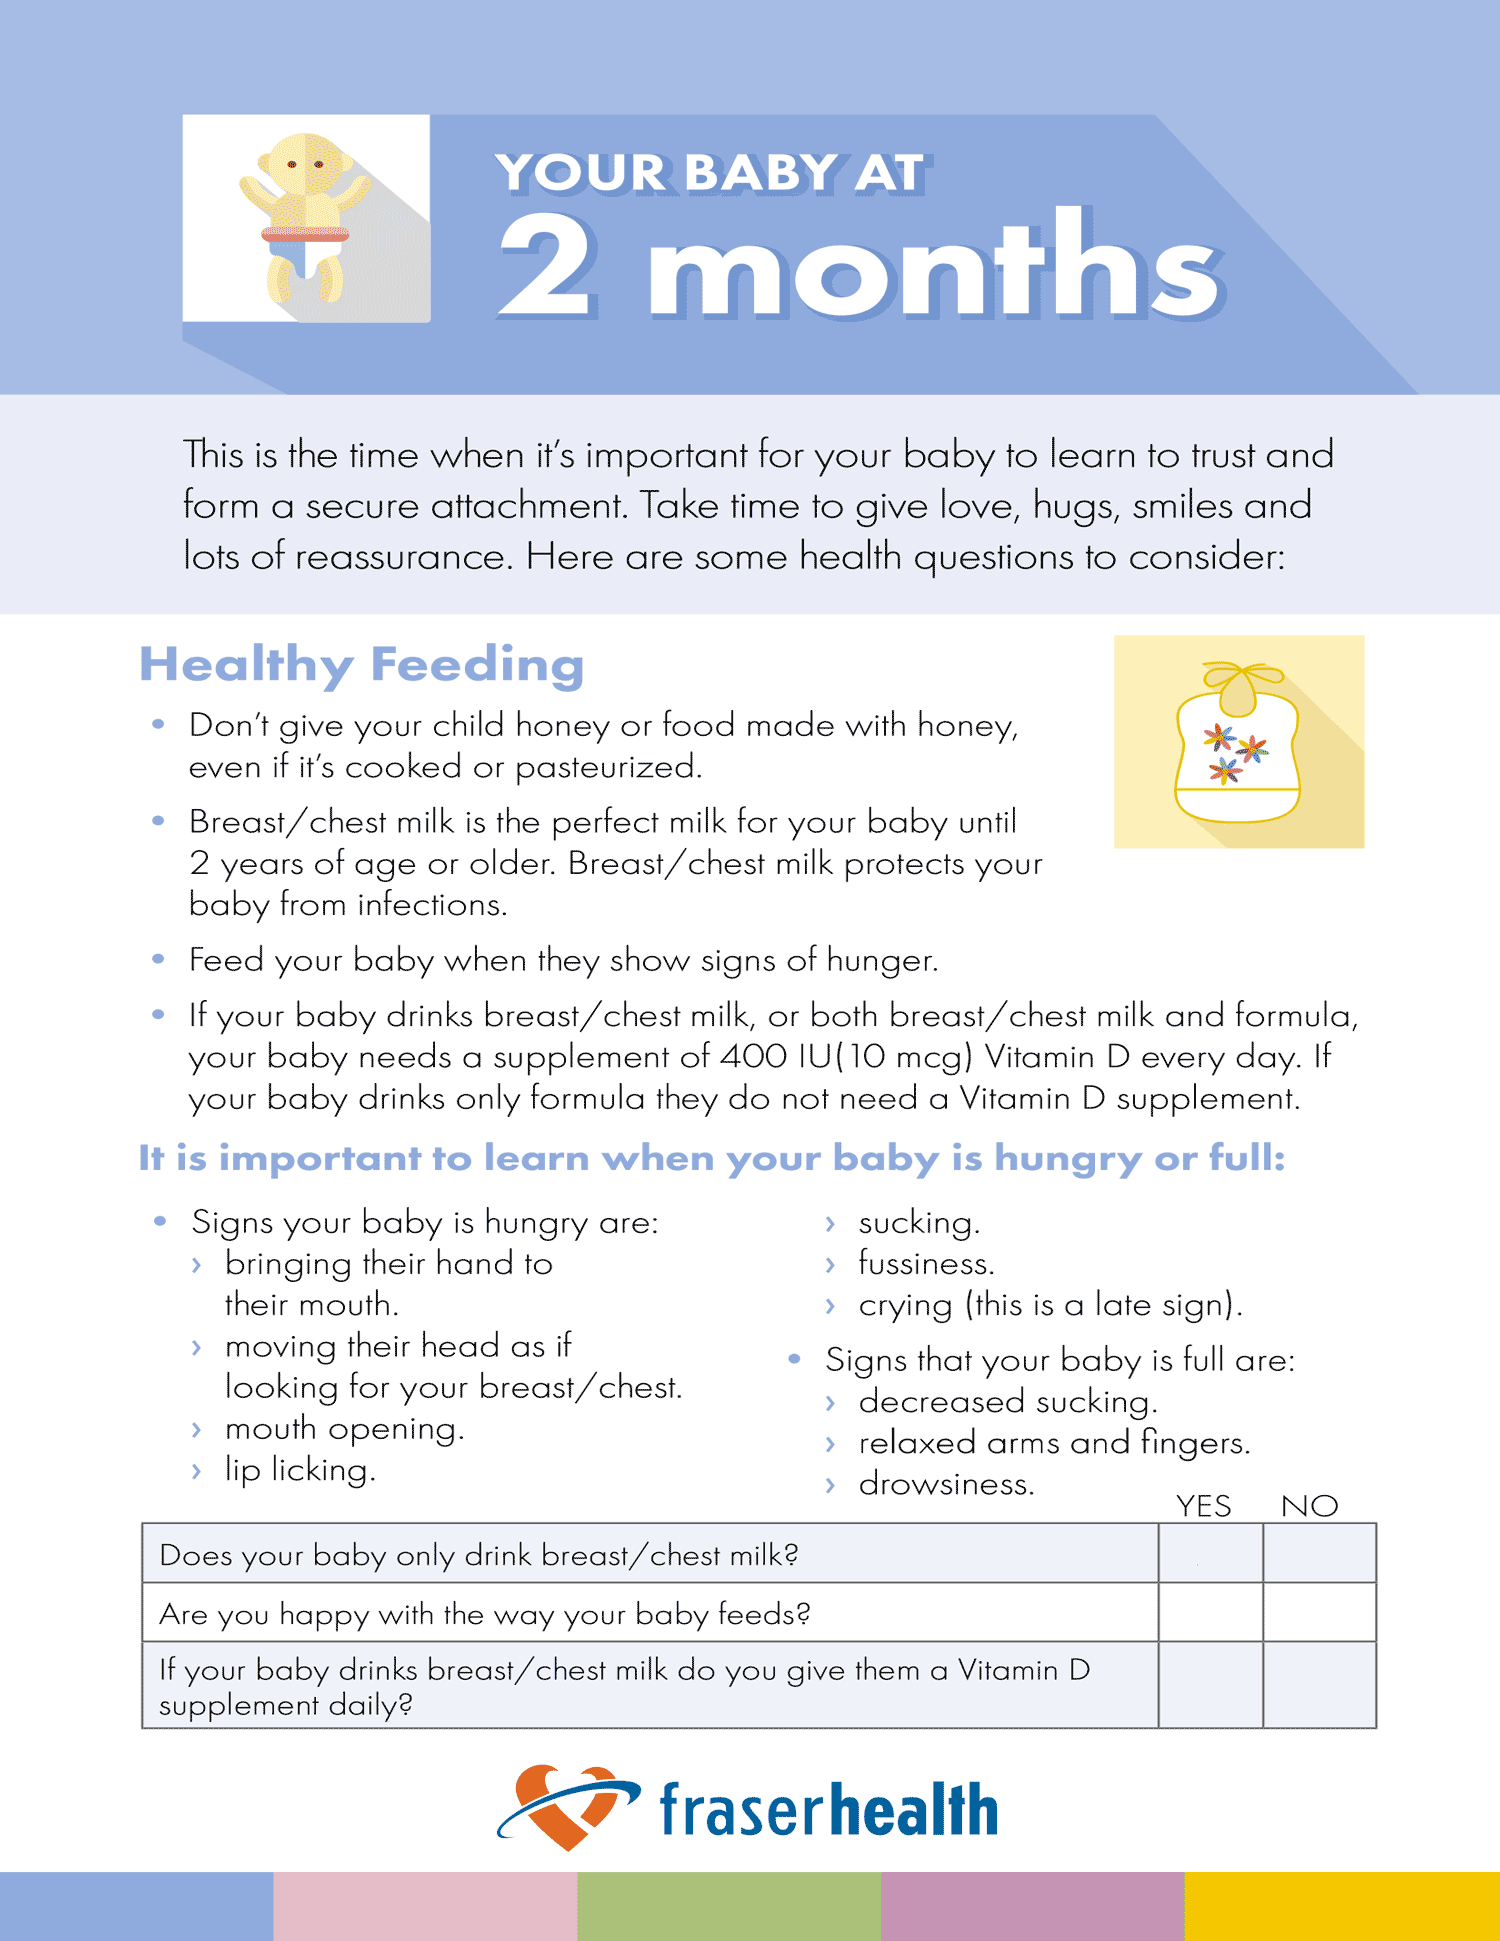 YOUR BABY AT
2 months
This is the time when it's important for your baby to learn to trust and
form a secure attachment. Take time to give love, hugs, smiles and
lots of reassurance. Here are some health questions to consider:
Healthy Feeding
• Don't give your child honey or food made with honey,
even if it's cooked or pasteurized.
• Breast/chest milk is the perfect milk for your baby until
2 years of age or older. Breast/chest milk protects your
baby from infections.
• Feed your baby when they show signs of hunger.
• If your baby drinks breast/chest milk, or both breast/chest milk and formula,
your baby needs a supplement of 400 IU(10 mcg) Vitamin D every day. If
your baby drinks only formula they do not need a Vitamin D supplement.
It is important to learn when your baby is hungry or full:
• Signs your baby is hungry are:
› bringing their hand to
their mouth.
› moving their head as if
looking for your breast/chest.
› mouth opening.
› lip licking.
› sucking.
› fussiness.
› crying (this is a late sign).
• Signs that your baby is full are:
› decreased sucking.
› relaxed arms and fingers.
› drowsiness.
YES NO
Does your baby only drink breast/chest milk?
Are you happy with the way your baby feeds?
If your baby drinks breast/chest milk do you give them a Vitamin D
supplement daily?
fraserhealth